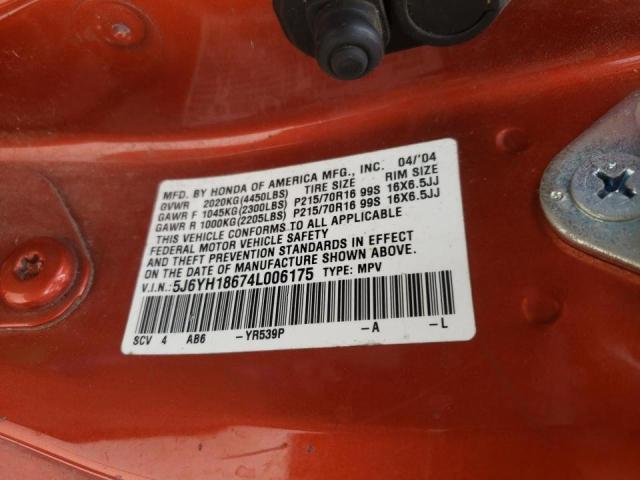 MFD. BY HONDA OF AMERICA MFG., INC. 04/'04
GVWR 2020KG(4450LBS) TIRE SIZE RIM SIZE
GAWR F 1045KG(2300LBS) P215/70R16 99S 16X6.5JJ
GAWR R 1000KG(2205LBS) P215/70R16 99S 16X6.5JJ
THIS VEHICLE CONFORMS TO ALL APPLICABLE
FEDERAL MOTOR VEHICLE SAFETY
AND THEFT PREVENTION STANDARDS IN EFFECT
ON THE DATE OF MANUFACTURE SHOWN ABOVE.
V.I.N.: 5J6YH18674L006175 TYPE: MPV
SCV 4 AB6 -YR539P -A -L